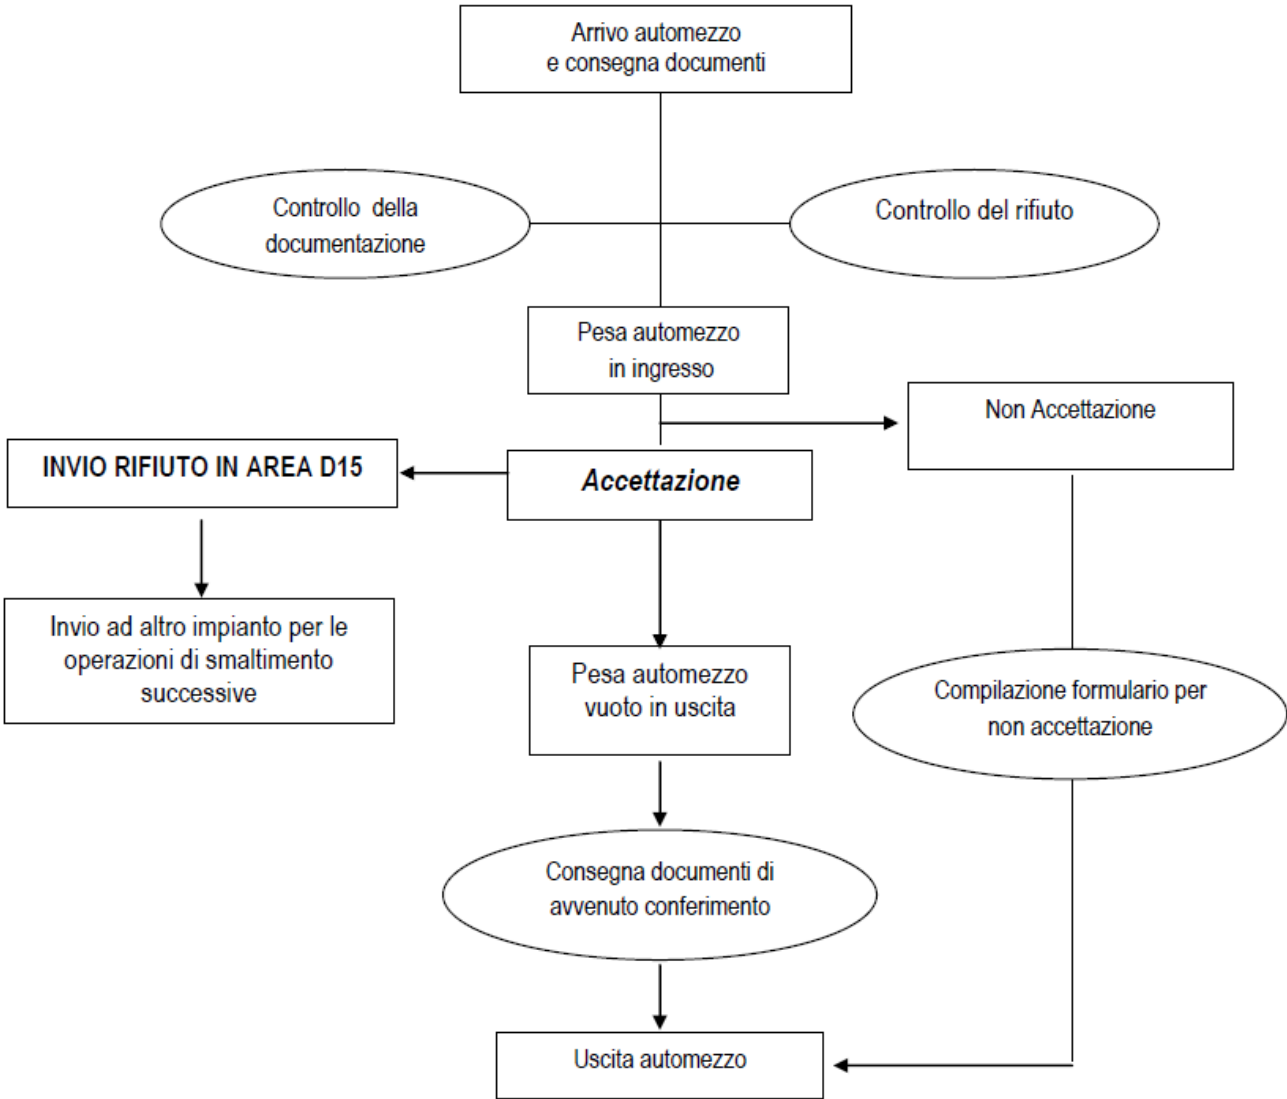 Arrivo automezzo
e consegna documenti
Controllo della
documentazione
Controllo del rifiuto
Pesa automezzo
in ingresso
Non Accettazione
INVIO RIFIUTO IN AREA D15
Accettazione
Invio ad altro impianto per le
operazioni di smaltimento
successive
Pesa automezzo
vuoto in uscita
Compilazione formulario per
non accettazione
Consegna documenti di
avvenuto conferimento
Uscita automezzo